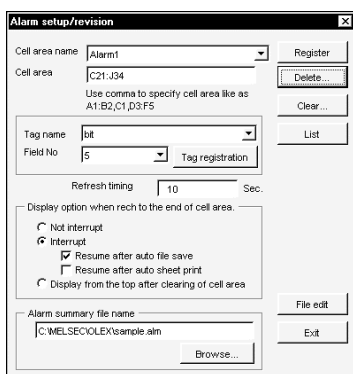 Alarm setup/revision
Cell area name Alarm1 Register
Cell area C21:J34 Delete...
Use comma to specify cell area like as
A1:B2,C1,D3:F5
Clear...
Tag name bit List
Field No 5 Tag registration
Refresh timing 10 Sec.
Display option when rech to the end of cell area.
Not interrupt
Interrupt
Resume after auto file save
Resume after auto sheet print
Display from the top after clearing of cell area
File edit
Alarm summary file name
C:\MELSEC\OLEX\sample.alm Exit
Browse...